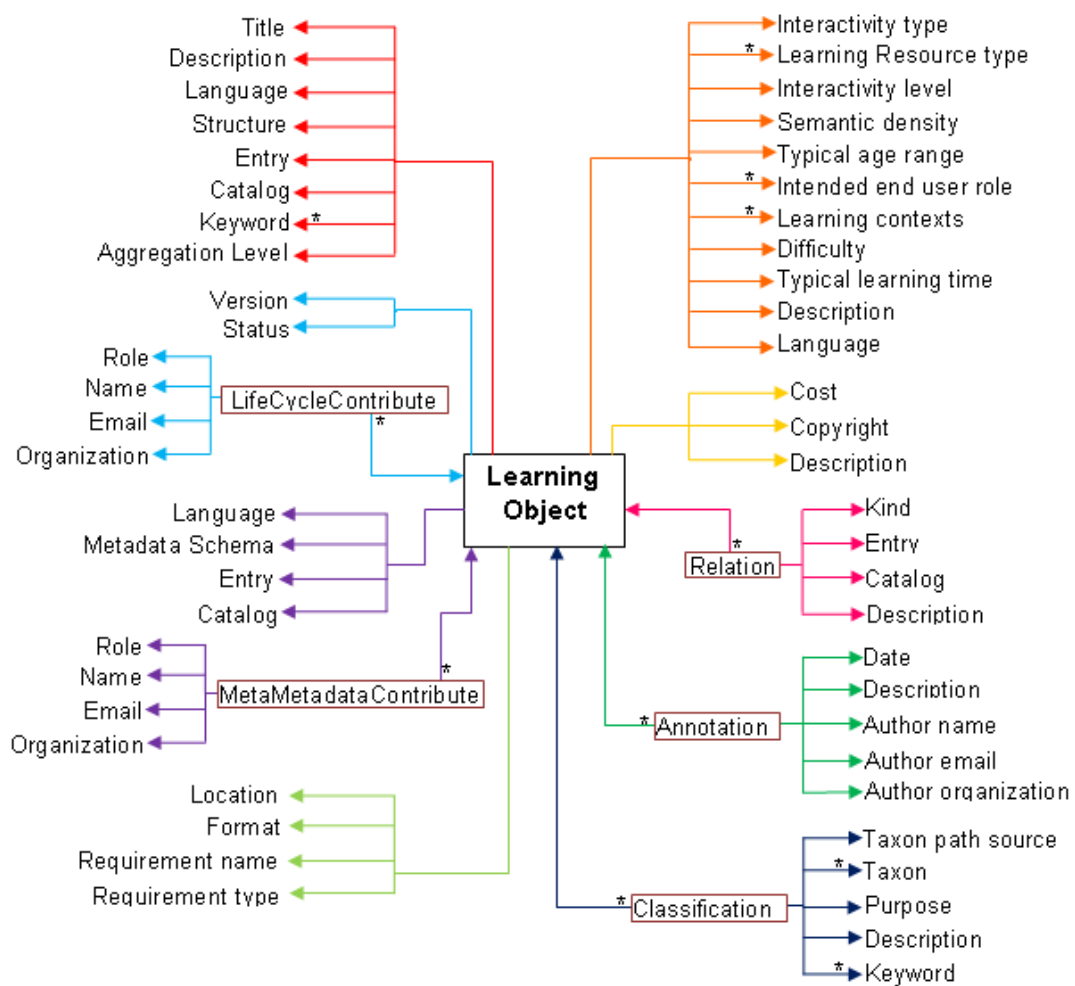 Title
Description
Language
Structure
Entry
Catalog
Keyword *
Aggregation Level
Version
Status
Role
Name
Email
Organization
LifeCycleContribute
*
Language
Metadata Schema
Entry
Catalog
Role
Name
Email
Organization
*
MetaMetadataContribute
Location
Format
Requirement name
Requirement type
Learning
Object
Interactivity type
* Learning Resource type
Interactivity level
Semantic density
Typical age range
* Intended end user role
* Learning contexts
Difficulty
Typical learning time
Description
Language
Cost
Copyright
Description
*
Relation
Kind
Entry
Catalog
Description
* Annotation
Date
Description
Author name
Author email
Author organization
* Classification
Taxon path source
* Taxon
Purpose
Description
* Keyword